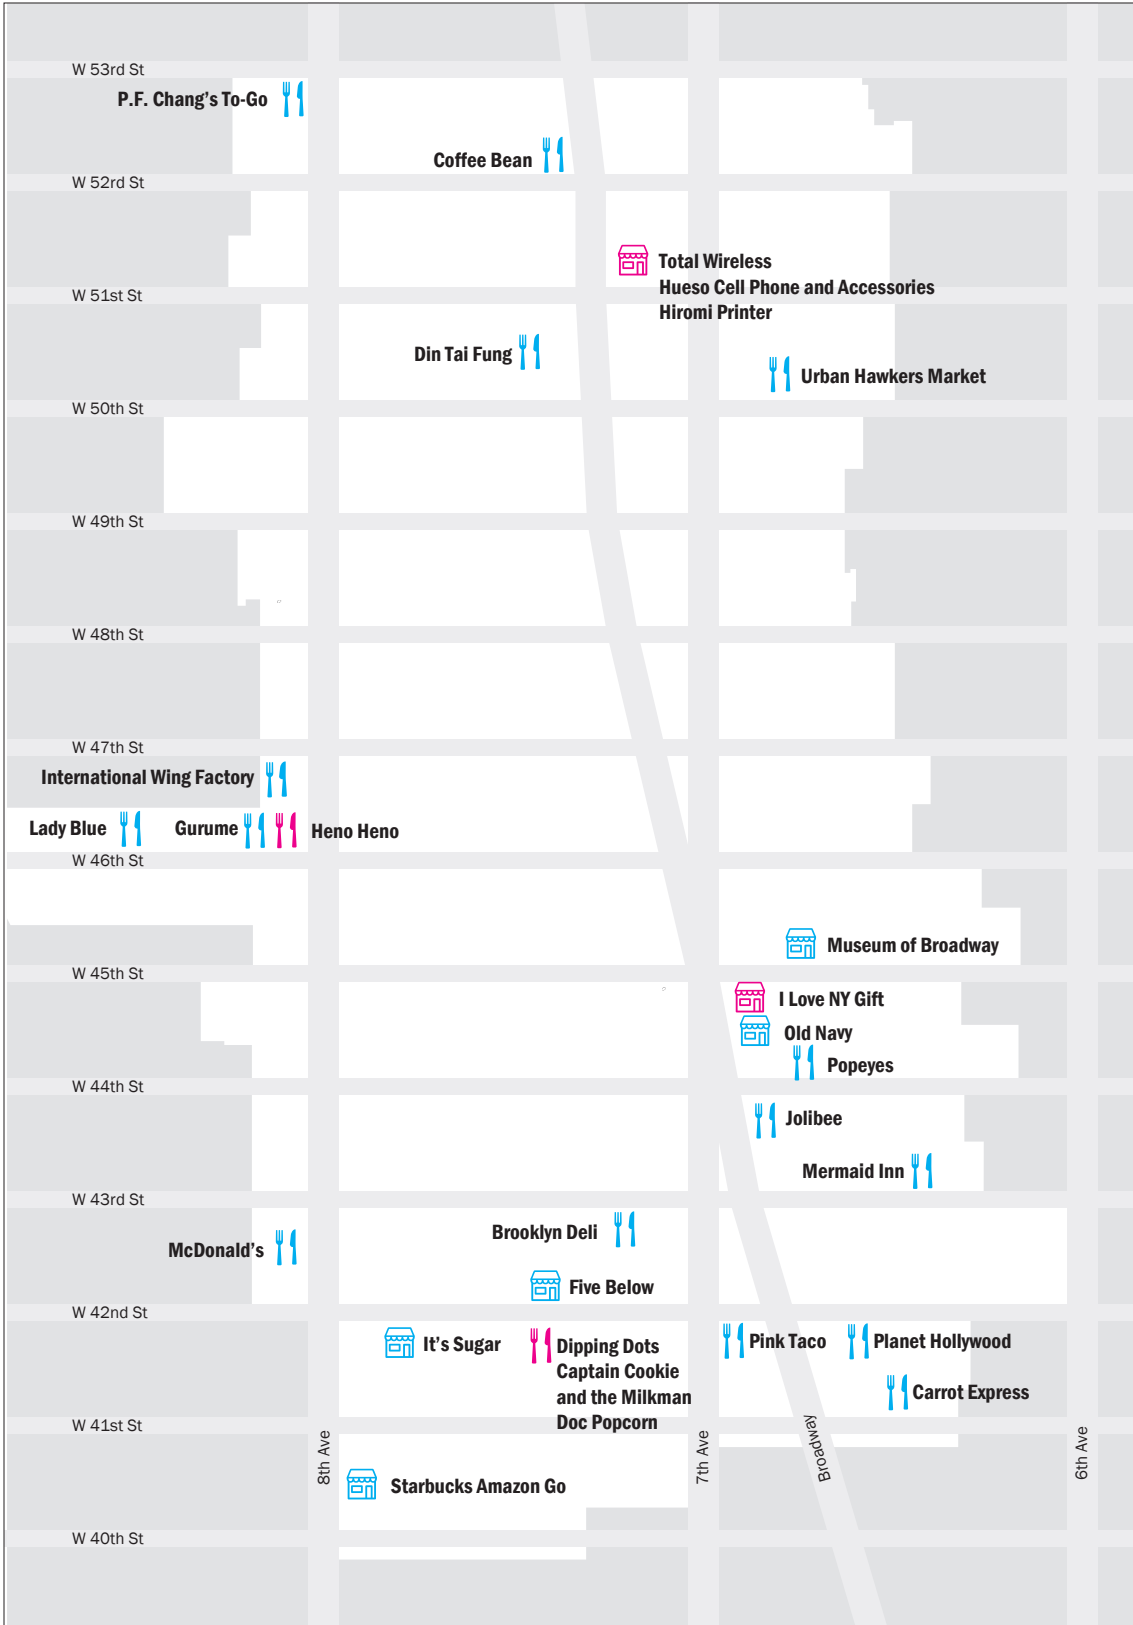 W 53rd St
P.F. Chang's To-Go
Coffee Bean
W 52rd St
Total Wireless
Hueso Cell Phone and Accessories
Hiromi Printer
W 51st St
Din Tai Fung
Urban Hawkers Market
W 50th St
W 49th St
W 48th St
W 47th St
International Wing Factory
Lady Blue
Gurume
Heno Heno
W 46th St
Museum of Broadway
W 45th St
I Love NY Gift
Old Navy
Popeyes
W 44th St
Jolibee
Mermaid Inn
W 43rd St
Brooklyn Deli
McDonald's
Five Below
W 42nd St
It's Sugar
Dipping Dots
Captain Cookie
and the Milkman
Doc Popcorn
Pink Taco
Planet Hollywood
Carrot Express
W 41st St
8th Ave
7th Ave
Broadway
6th Ave
Starbucks Amazon Go
W 40th St